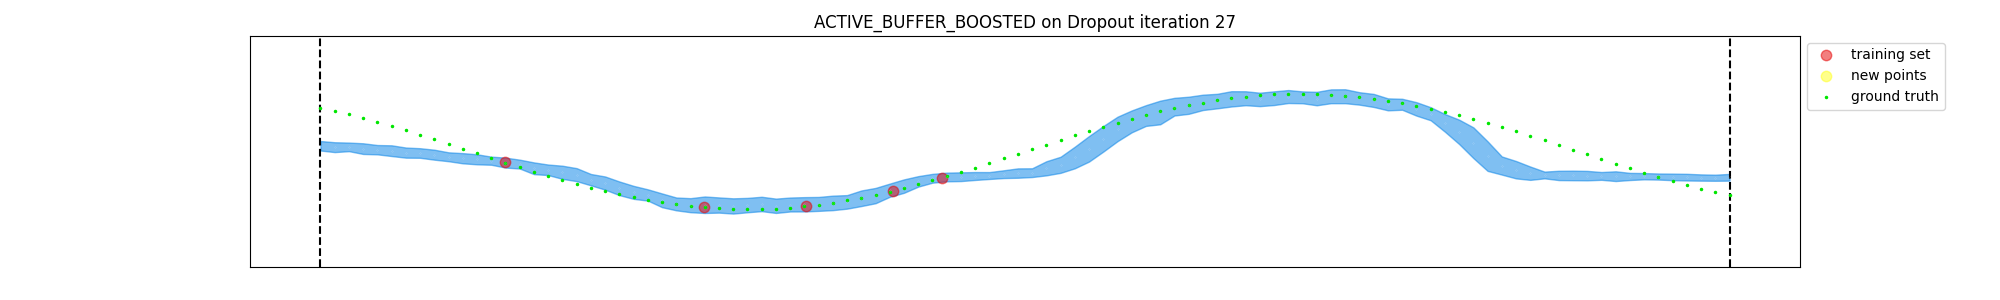 ACTIVE_BUFFER_BOOSTED on Dropout iteration 27
training set
new points
ground truth